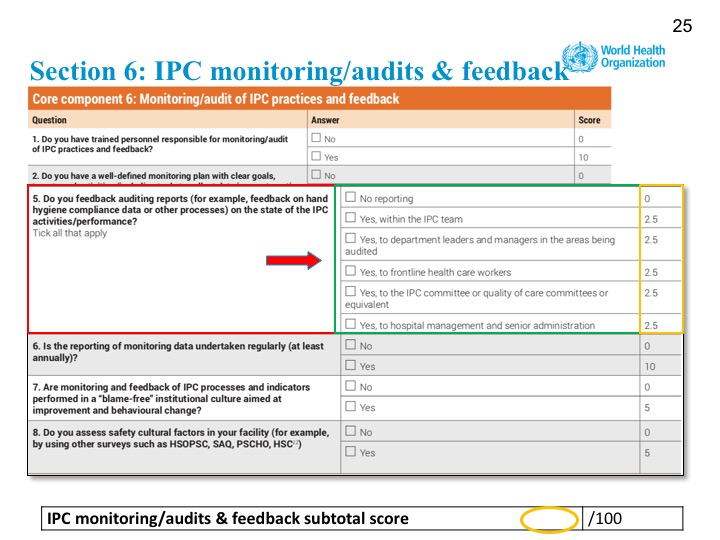 25
World Health
Organization
Section 6: IPC monitoring/audits & feedback
Core component 6: Monitoring/audit of IPC practices and feedback
Question Answer Score
1. Do you have trained personnel responsible for monitoring/audit
of IPC practices and feedback?
No 0
Yes 10
2. Do you have a well-defined monitoring plan with clear goals,
No 0
5. Do you feedback auditing reports (for example, feedback on hand
hygiene compliance data or other processes) on the state of the IPC
activities/performance?
Tick all that apply
No reporting 0
Yes, within the IPC team 2.5
Yes, to department leaders and managers in the areas being
audited 2.5
Yes, to frontline health care workers 2.5
Yes, to the IPC committee or quality of care committees or
equivalent 2.5
Yes, to hospital management and senior administration 2.5
6. Is the reporting of monitoring data undertaken regularly (at least
annually)?
No 0
Yes 10
7. Are monitoring and feedback of IPC processes and indicators
performed in a "blame-free" institutional culture aimed at
improvement and behavioural change?
No 0
Yes 5
8. Do you assess safety cultural factors in your facility (for example,
by using other surveys such as HSOPSC, SAQ, PSCHO, HSC)
No 0
Yes 5
IPC monitoring/audits & feedback subtotal score /100